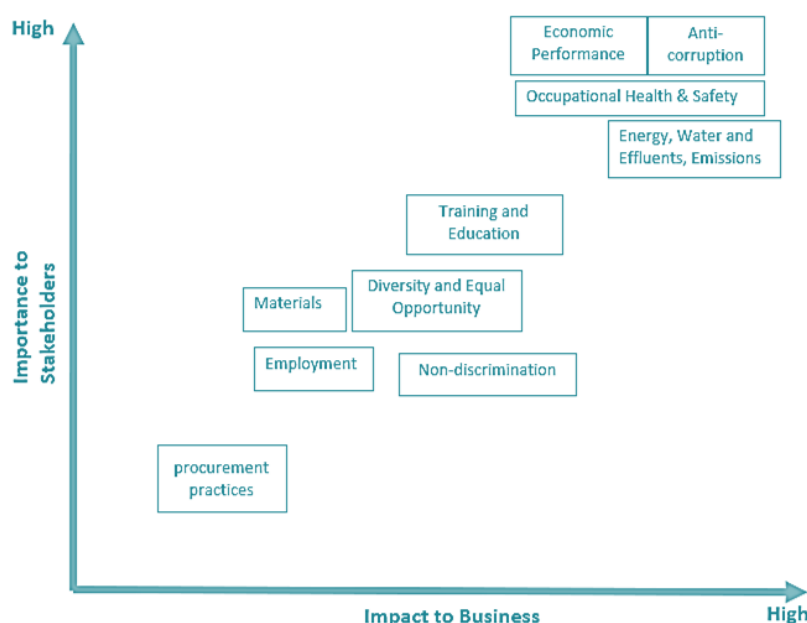 High
Economic
Performance
Anti-
corruption
Occupational Health & Safety
Energy, Water and
Effluents, Emissions
Training and
Education
Importance to
Stakeholders
Materials
Diversity and Equal
Opportunity
Employment
Non-discrimination
procurement
practices
Impact to Business
High